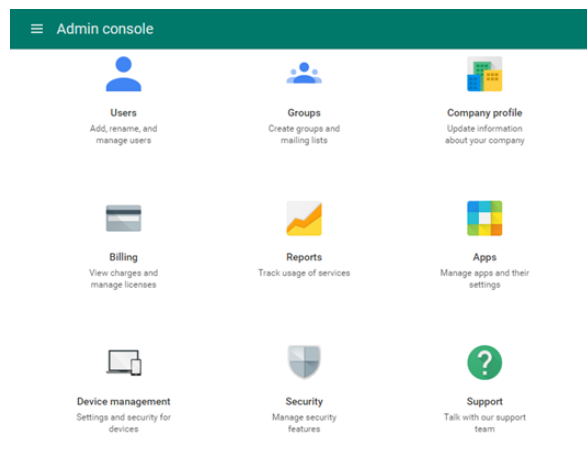 Admin console
Users
Add, rename, and
manage users
Groups
Create groups and
mailing lists
Company profile
Update information
about your company
Billing
View charges and
manage licenses
Reports
Track usage of services
Apps
Manage apps and their
settings
Device management
Settings and security for
devices
Security
Manage security
features
Support
Talk with our support
team